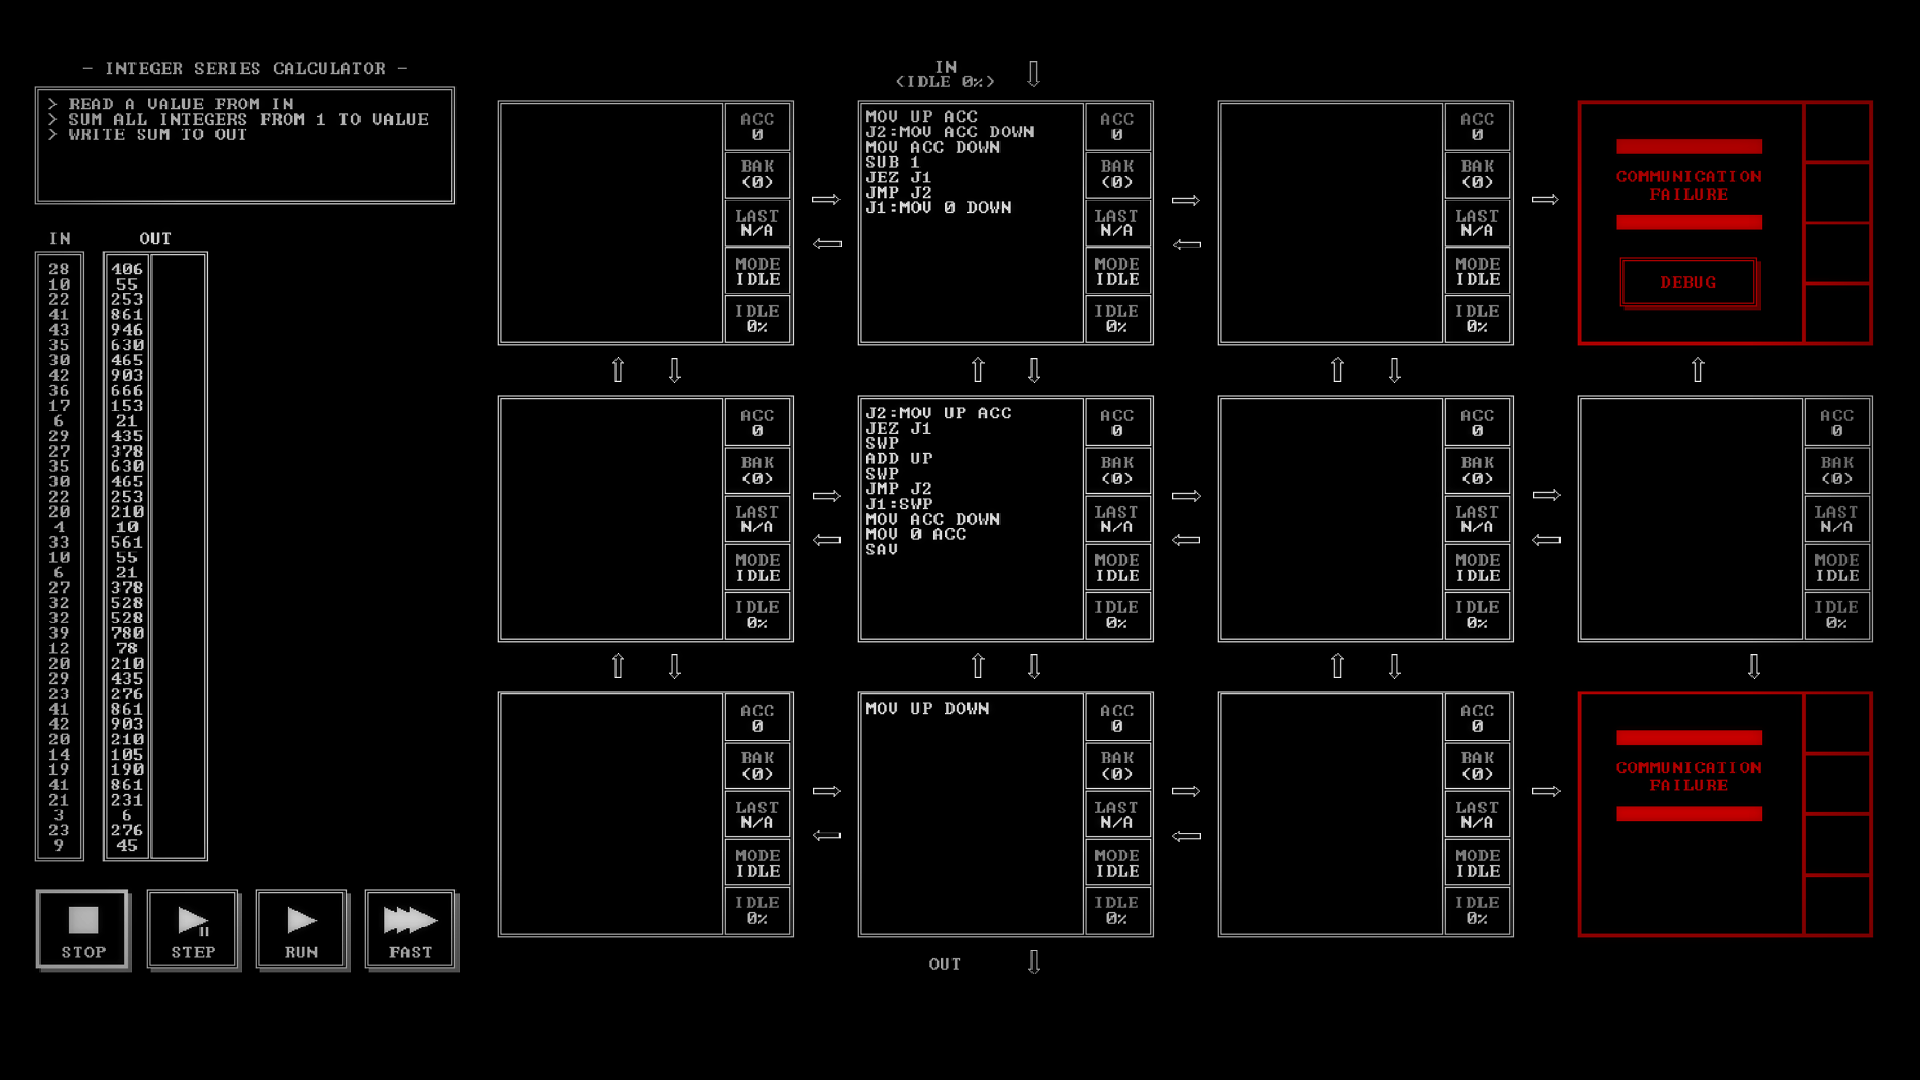 - INTEGER SERIES CALCULATOR -
> READ A VALUE FROM IN
> SUM ALL INTEGERS FROM 1 TO VALUE
> WRITE SUM TO OUT
IN OUT
28 406
10 55
22 253
41 861
43 946
35 630
30 465
42 903
36 666
17 153
6 21
29 435
27 378
35 630
30 465
22 253
20 210
4 10
33 561
10 55
6 21
27 378
32 528
32 528
39 780
12 78
20 210
29 435
23 276
41 861
42 903
20 210
14 105
19 190
41 861
21 231
3 6
23 276
9 45
STOP
STEP
RUN
FAST
IN
<IDLE 0%>
ACC
0
BAK
<0>
LAST
N/A
MODE
IDLE
IDLE
0%
MOV UP ACC
J2:MOV ACC DOWN
MOV ACC DOWN
SUB 1
JEZ J1
JMP J2
J1:MOV 0 DOWN
ACC
0
BAK
<0>
LAST
N/A
MODE
IDLE
IDLE
0%
ACC
0
BAK
<0>
LAST
N/A
MODE
IDLE
IDLE
0%
COMMUNICATION
FAILURE
DEBUG
ACC
0
BAK
<0>
LAST
N/A
MODE
IDLE
IDLE
0%
J2:MOV UP ACC
JEZ J1
SWP
ADD UP
SWP
JMP J2
J1:SWP
MOV ACC DOWN
MOV 0 ACC
SAV
ACC
0
BAK
<0>
LAST
N/A
MODE
IDLE
IDLE
0%
ACC
0
BAK
<0>
LAST
N/A
MODE
IDLE
IDLE
0%
ACC
0
BAK
<0>
LAST
N/A
MODE
IDLE
IDLE
0%
ACC
0
BAK
<0>
LAST
N/A
MODE
IDLE
IDLE
0%
MOV UP DOWN
ACC
0
BAK
<0>
LAST
N/A
MODE
IDLE
IDLE
0%
ACC
0
BAK
<0>
LAST
N/A
MODE
IDLE
IDLE
0%
COMMUNICATION
FAILURE
OUT